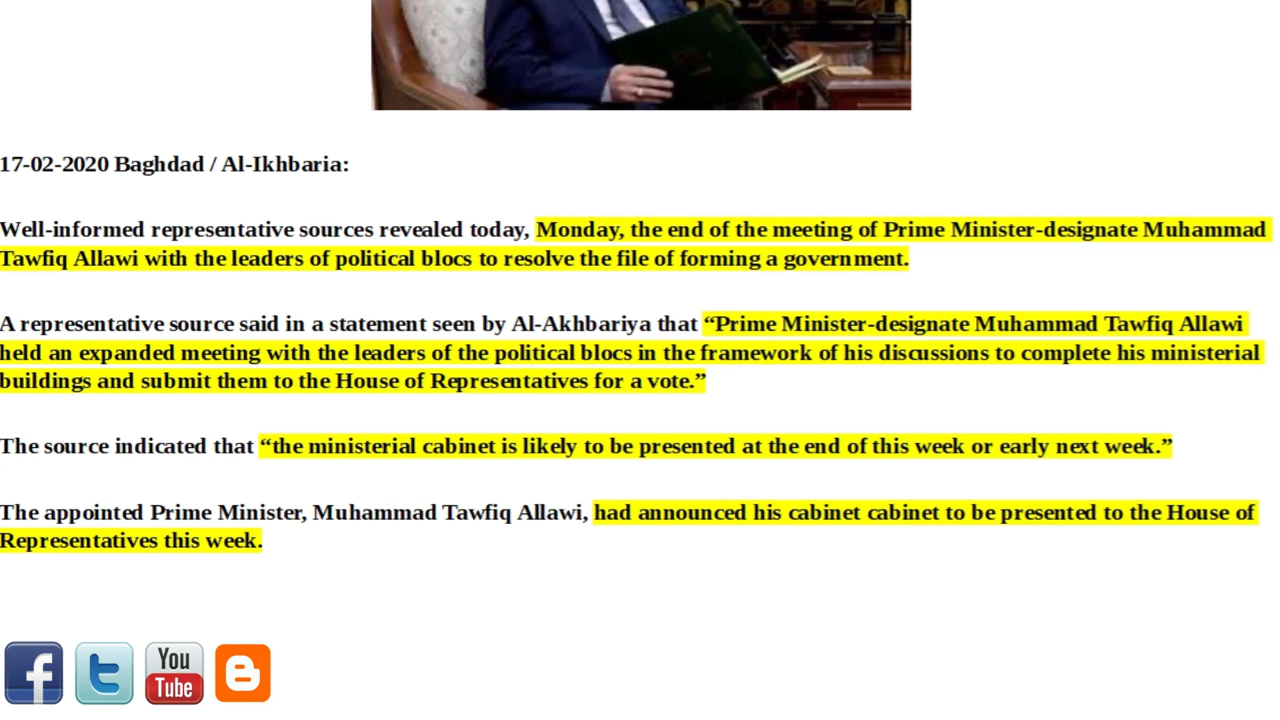 17-02-2020 Baghdad / Al-Ikhbaria:
Well-informed representative sources revealed today, Monday, the end of the meeting of Prime Minister-designate Muhammad
Tawfiq Allawi with the leaders of political blocs to resolve the file of forming a government.
A representative source said in a statement seen by Al-Akhbariya that “Prime Minister-designate Muhammad Tawfiq Allawi
held an expanded meeting with the leaders of the political blocs in the framework of his discussions to complete his ministerial
buildings and submit them to the House of Representatives for a vote.”
The source indicated that “the ministerial cabinet is likely to be presented at the end of this week or early next week.”
The appointed Prime Minister, Muhammad Tawfiq Allawi, had announced his cabinet cabinet to be presented to the House of
Representatives this week.
You
Tube